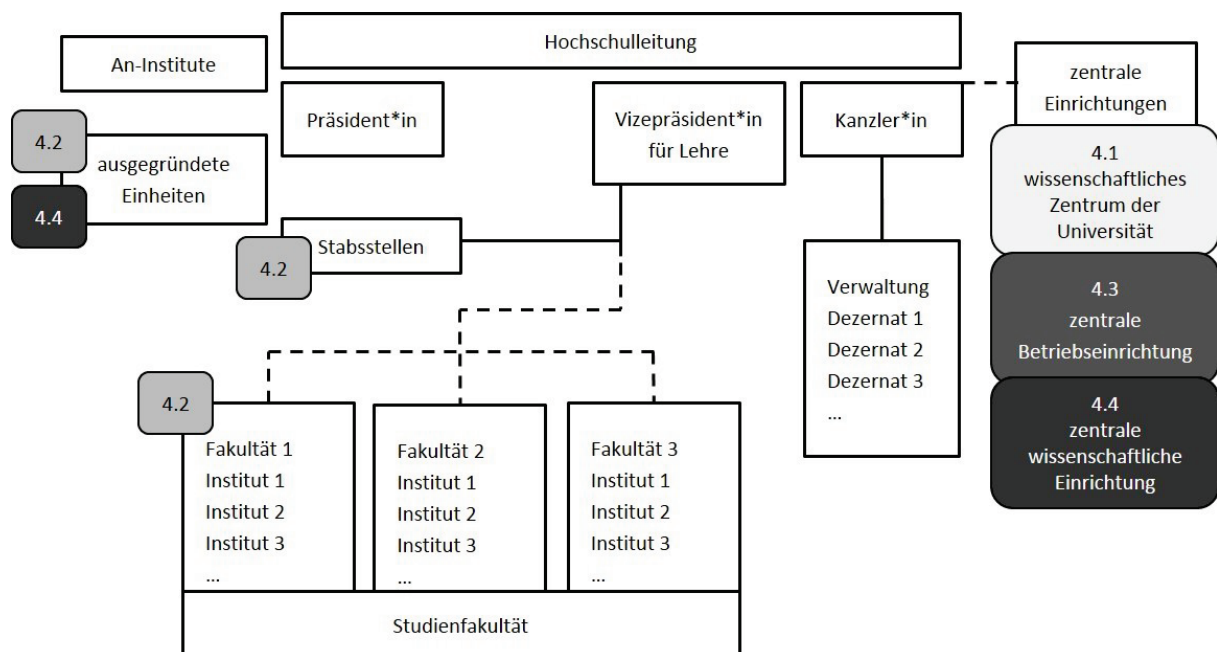 Hochschulleitung
An-Institute
zentrale
Einrichtungen
Präsident*in
Vizepräsident*in
für Lehre
Kanzler*in
4.2
ausgegründete
Einheiten
4.4
4.1
wissenschaftliches
Zentrum der
Universität
Stabsstellen
4.2
Verwaltung
Dezernat 1
Dezernat 2
Dezernat 3
...
4.3
zentrale
Betriebseinrichtung
4.4
zentrale
wissenschaftliche
Einrichtung
4.2
Fakultät 1
Institut 1
Institut 2
Institut 3
...
Fakultät 2
Institut 1
Institut 2
Institut 3
...
Fakultät 3
Institut 1
Institut 2
Institut 3
...
Studienfakultät